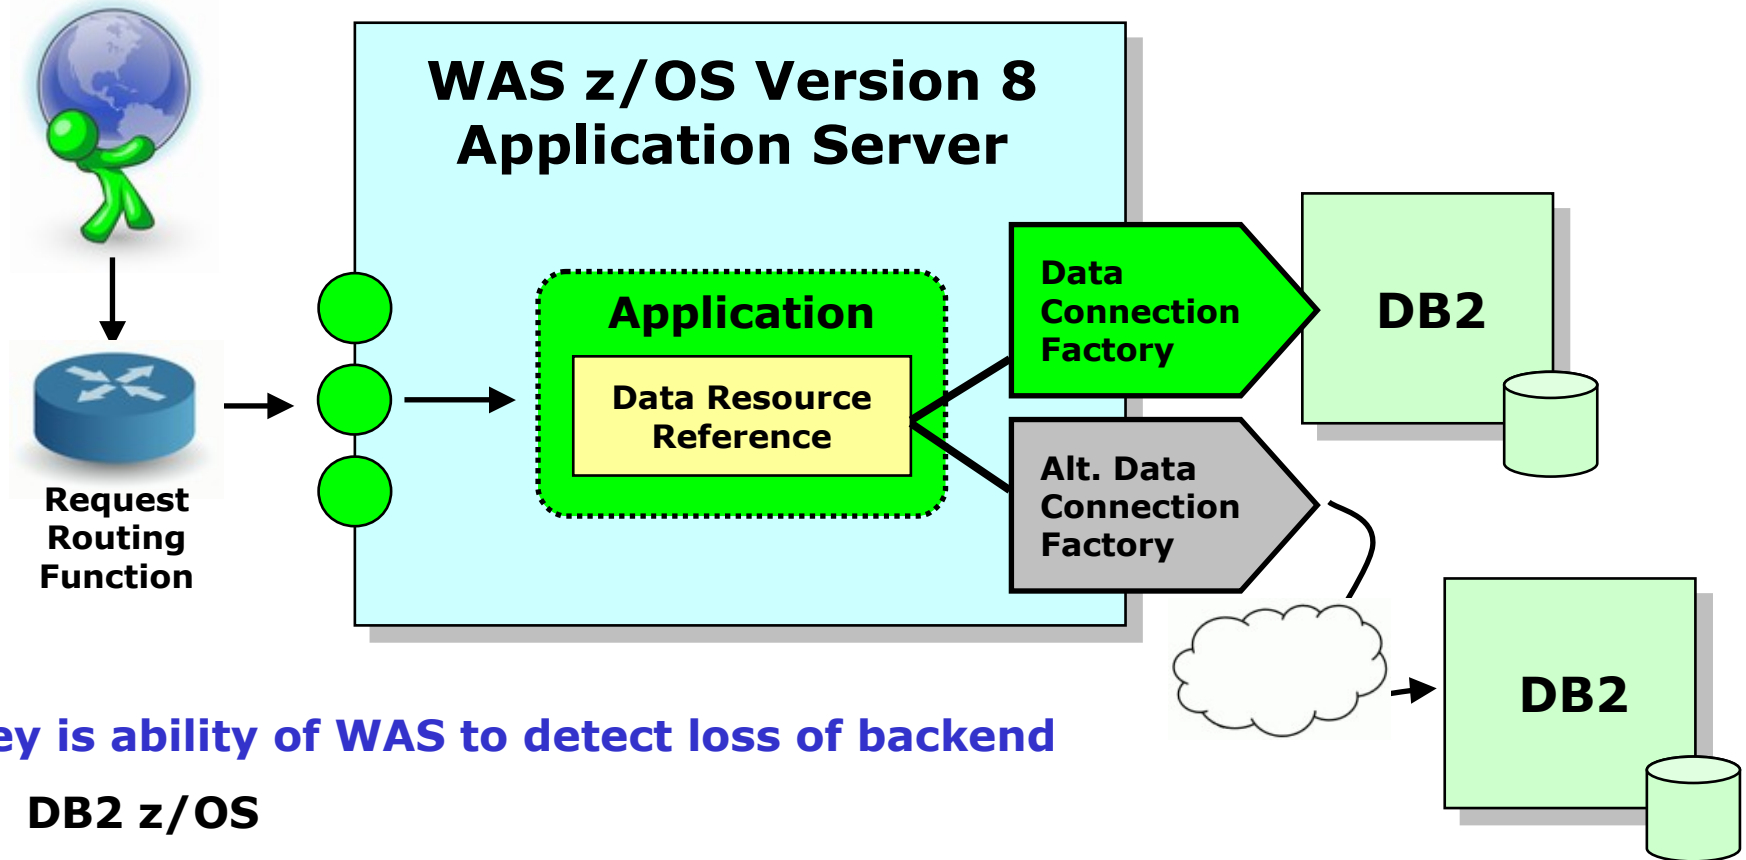 WAS z/OS Version 8
Application Server
Data
Connection
Factory
DB2
Application
Data Resource
Reference
Alt. Data
Connection
Factory
Request
Routing
Function
DB2
ey is ability of WAS to detect loss of backend
DB2 z/OS